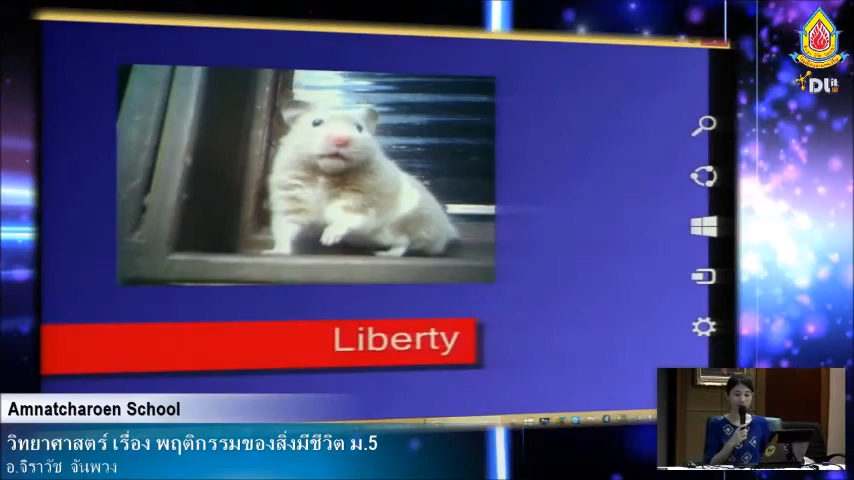 DLit
Liberty
Amnatcharoen School
วิทยาศาสตร์ เรื่อง พฤติกรรมของสิ่งมีชีวิต ม.5
อ.จิราวัช จันพวง